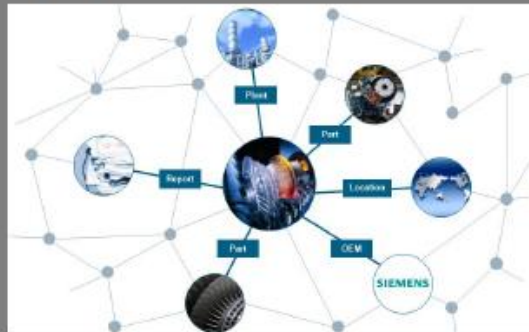 Plant
Part
Report
Location
Part
OEM
SIEMENS